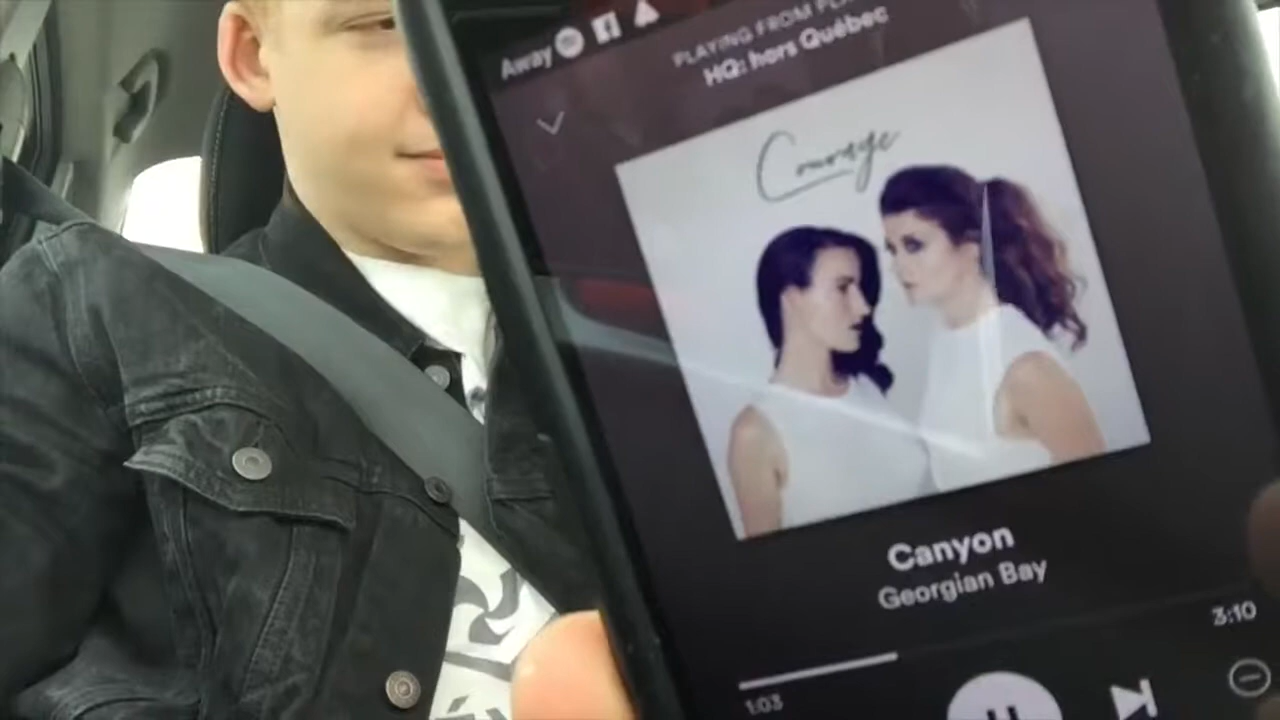 Away
PLAYING FROM
HQ: hors Québec
Courage
Canyon
Georgian Bay
1:03
3:10